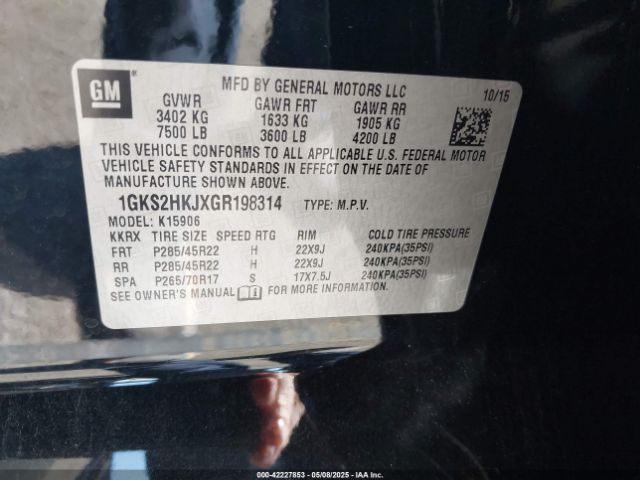 GM
MFD BY GENERAL MOTORS LLC
10/15
GVWR GAWR FRT GAWR RR
3402 KG 1633 KG 1905 KG
7500 LB 3600 LB 4200 LB
THIS VEHICLE CONFORMS TO ALL APPLICABLE U.S. FEDERAL MOTOR
VEHICLE SAFETY STANDARDS IN EFFECT ON THE DATE OF
MANUFACTURE SHOWN ABOVE.
1GKS2HKJXGR198314 TYPE: M.P.V.
MODEL: K15906
KKRX TIRE SIZE SPEED RTG RIM COLD TIRE PRESSURE
FRT P285/45R22 H 22X9J 240KPA(35PSI)
RR P285/45R22 H 22X9J 240KPA(35PSI)
SPA P265/70R17 S 17X7.5J 240KPA(35PSI)
SEE OWNER'S MANUAL FOR MORE INFORMATION.
000-42227853 - 05/08/2025 - IAAI.COM